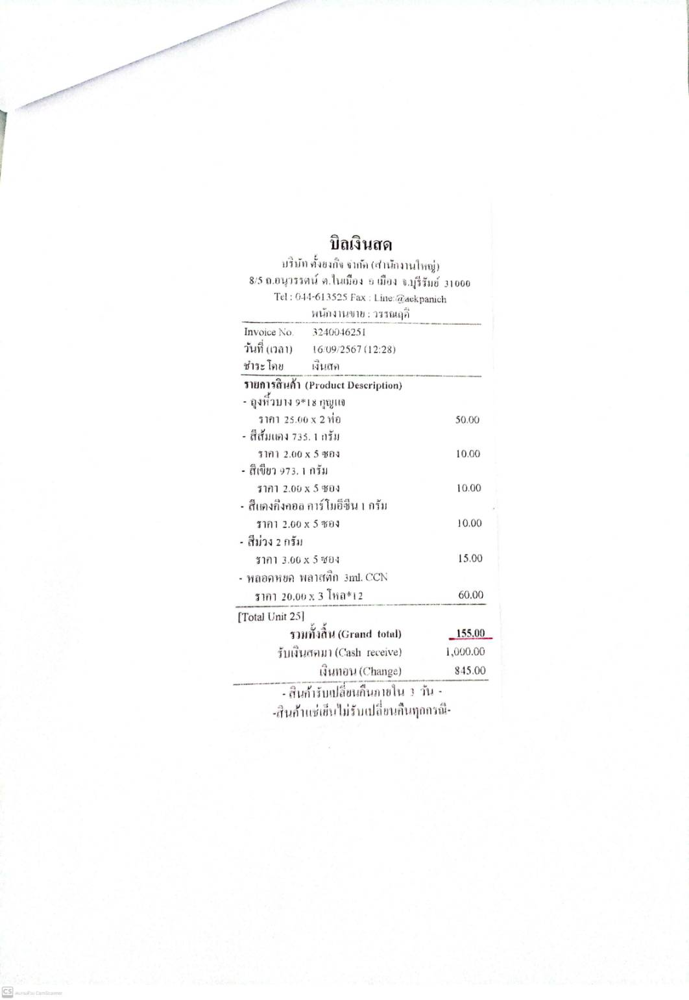 บิลเงินสด
บริษัท ตั้งยงกิจ จำกัด (สำนักงานใหญ่)
8/5 ถ.อนุวรรตน์ ต.ในเมือง อ เมือง จ.บุรีรัมย์ 31000
Tel : 044-613525 Fax : Line:@aekpanich
พนักงานขาย : วรรณฤดี
Invoice No. 3240046251
วันที่ (เวลา) 16/09/2567 (12:28)
ชำระโดย เงินสด
รายการสินค้า (Product Description)
- ถุงหิ้วบาง 9*18 กุญแจ
ราคา 25.00 x 2 ห่อ 50.00
- สีส้มแดง 735. 1 กรัม
ราคา 2.00 x 5 ซอง 10.00
- สีเขียว 973. 1 กรัม
ราคา 2.00 x 5 ซอง 10.00
- สีแดงกิงคอล การ์โมอีซีน 1 กรัม
ราคา 2.00 x 5 ซอง 10.00
- สีม่วง 2 กรัม
ราคา 3.00 x 5 ซอง 15.00
- หลอดหยด พลาสติก 3ml. CCN
ราคา 20.00 x 3 โหล*12 60.00
[Total Unit 25]
รวมทั้งสิ้น (Grand total) 155.00
รับเงินสดมา (Cash receive) 1,000.00
เงินทอน (Change) 845.00
- สินค้ารับเปลี่ยนคืนภายใน 3 วัน -
-สินค้าแช่เย็นไม่รับเปลี่ยนคืนทุกกรณี-
CS สแกนด้วย CamScanner